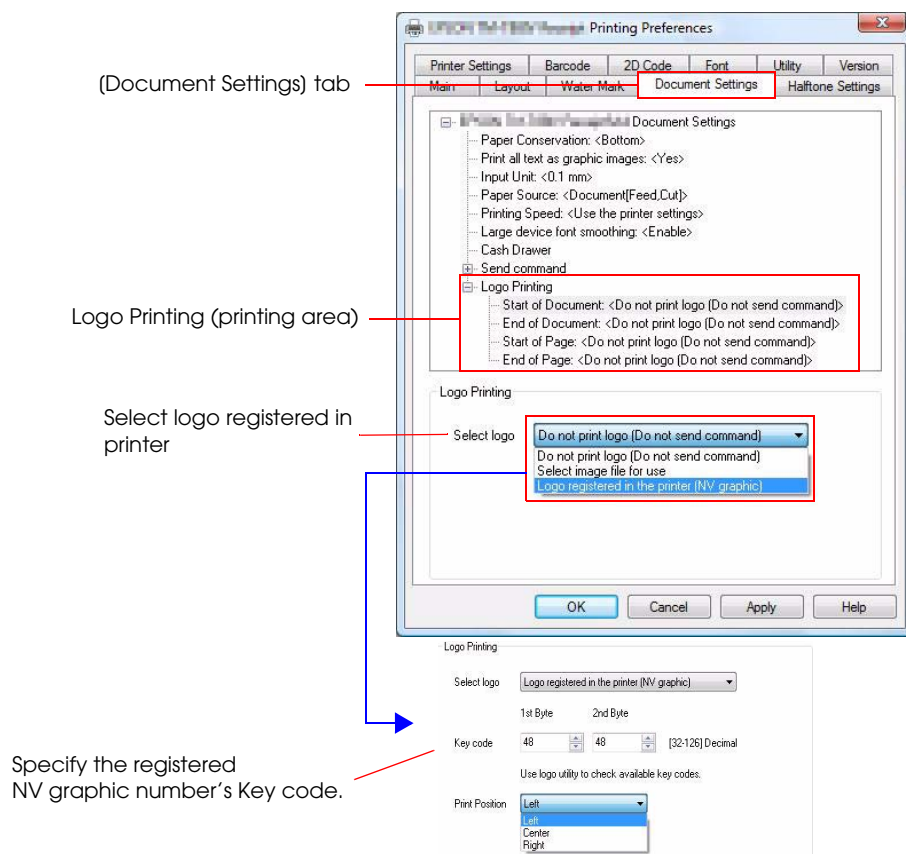 Printing Preferences
Printer Settings Barcode 2D Code Font Utility Version
Main Layout Water Mark Document Settings Halftone Settings
[Document Settings] tab
Document Settings
Paper Conservation: <Bottom>
Print all text as graphic images: <Yes>
Input Unit: <0.1 mm>
Paper Source: <Document[Feed,Cut]>
Printing Speed: <Use the printer settings>
Large device font smoothing: <Enable>
Cash Drawer
Send command
Logo Printing
Start of Document: <Do not print logo (Do not send command)>
End of Document: <Do not print logo (Do not send command)>
Start of Page: <Do not print logo (Do not send command)>
End of Page: <Do not print logo (Do not send command)>
Logo Printing (printing area)
Logo Printing
Select logo registered in
printer
Select logo Do not print logo (Do not send command)
Do not print logo (Do not send command)
Select image file for use
Logo registered in the printer (NV graphic)
OK Cancel Apply Help
Logo Printing
Select logo Logo registered in the printer (NV graphic)
1st Byte 2nd Byte
Key code 48 48 [32-126] Decimal
Use logo utility to check available key codes.
Specify the registered
NV graphic number's Key code.
Print Position Left
Left
Center
Right